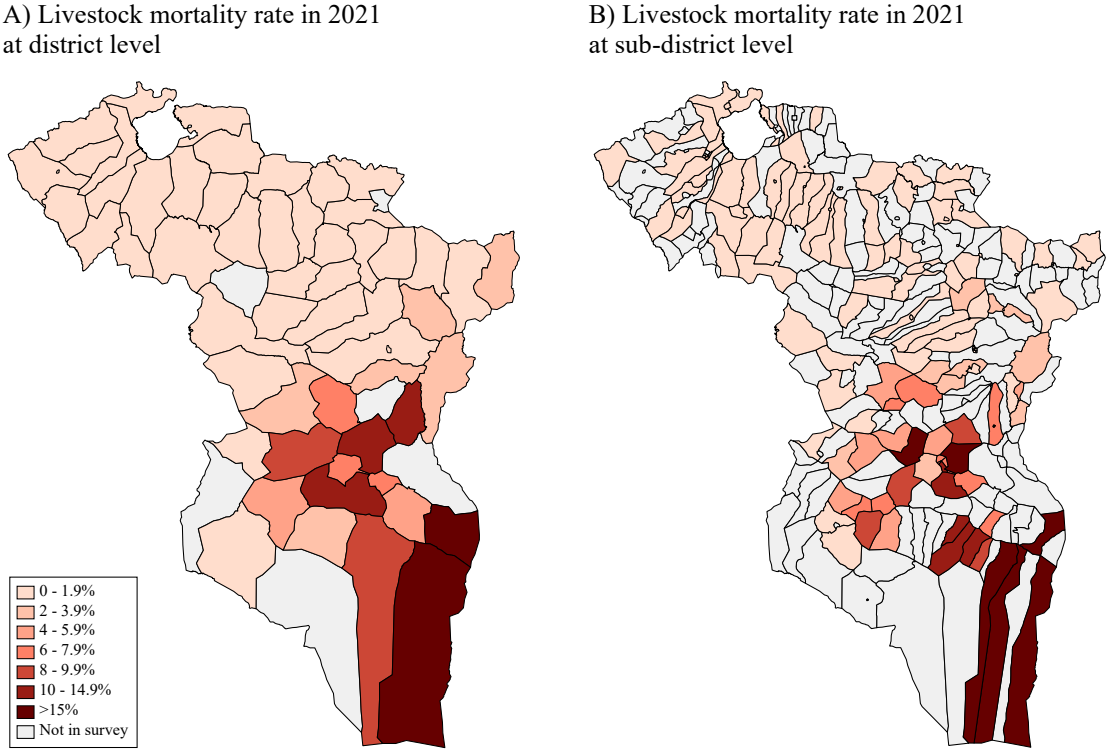 A) Livestock mortality rate in 2021
at district level
B) Livestock mortality rate in 2021
at sub-district level
0 - 1.9%
2 - 3.9%
4 - 5.9%
6 - 7.9%
8 - 9.9%
10 - 14.9%
>15%
Not in survey